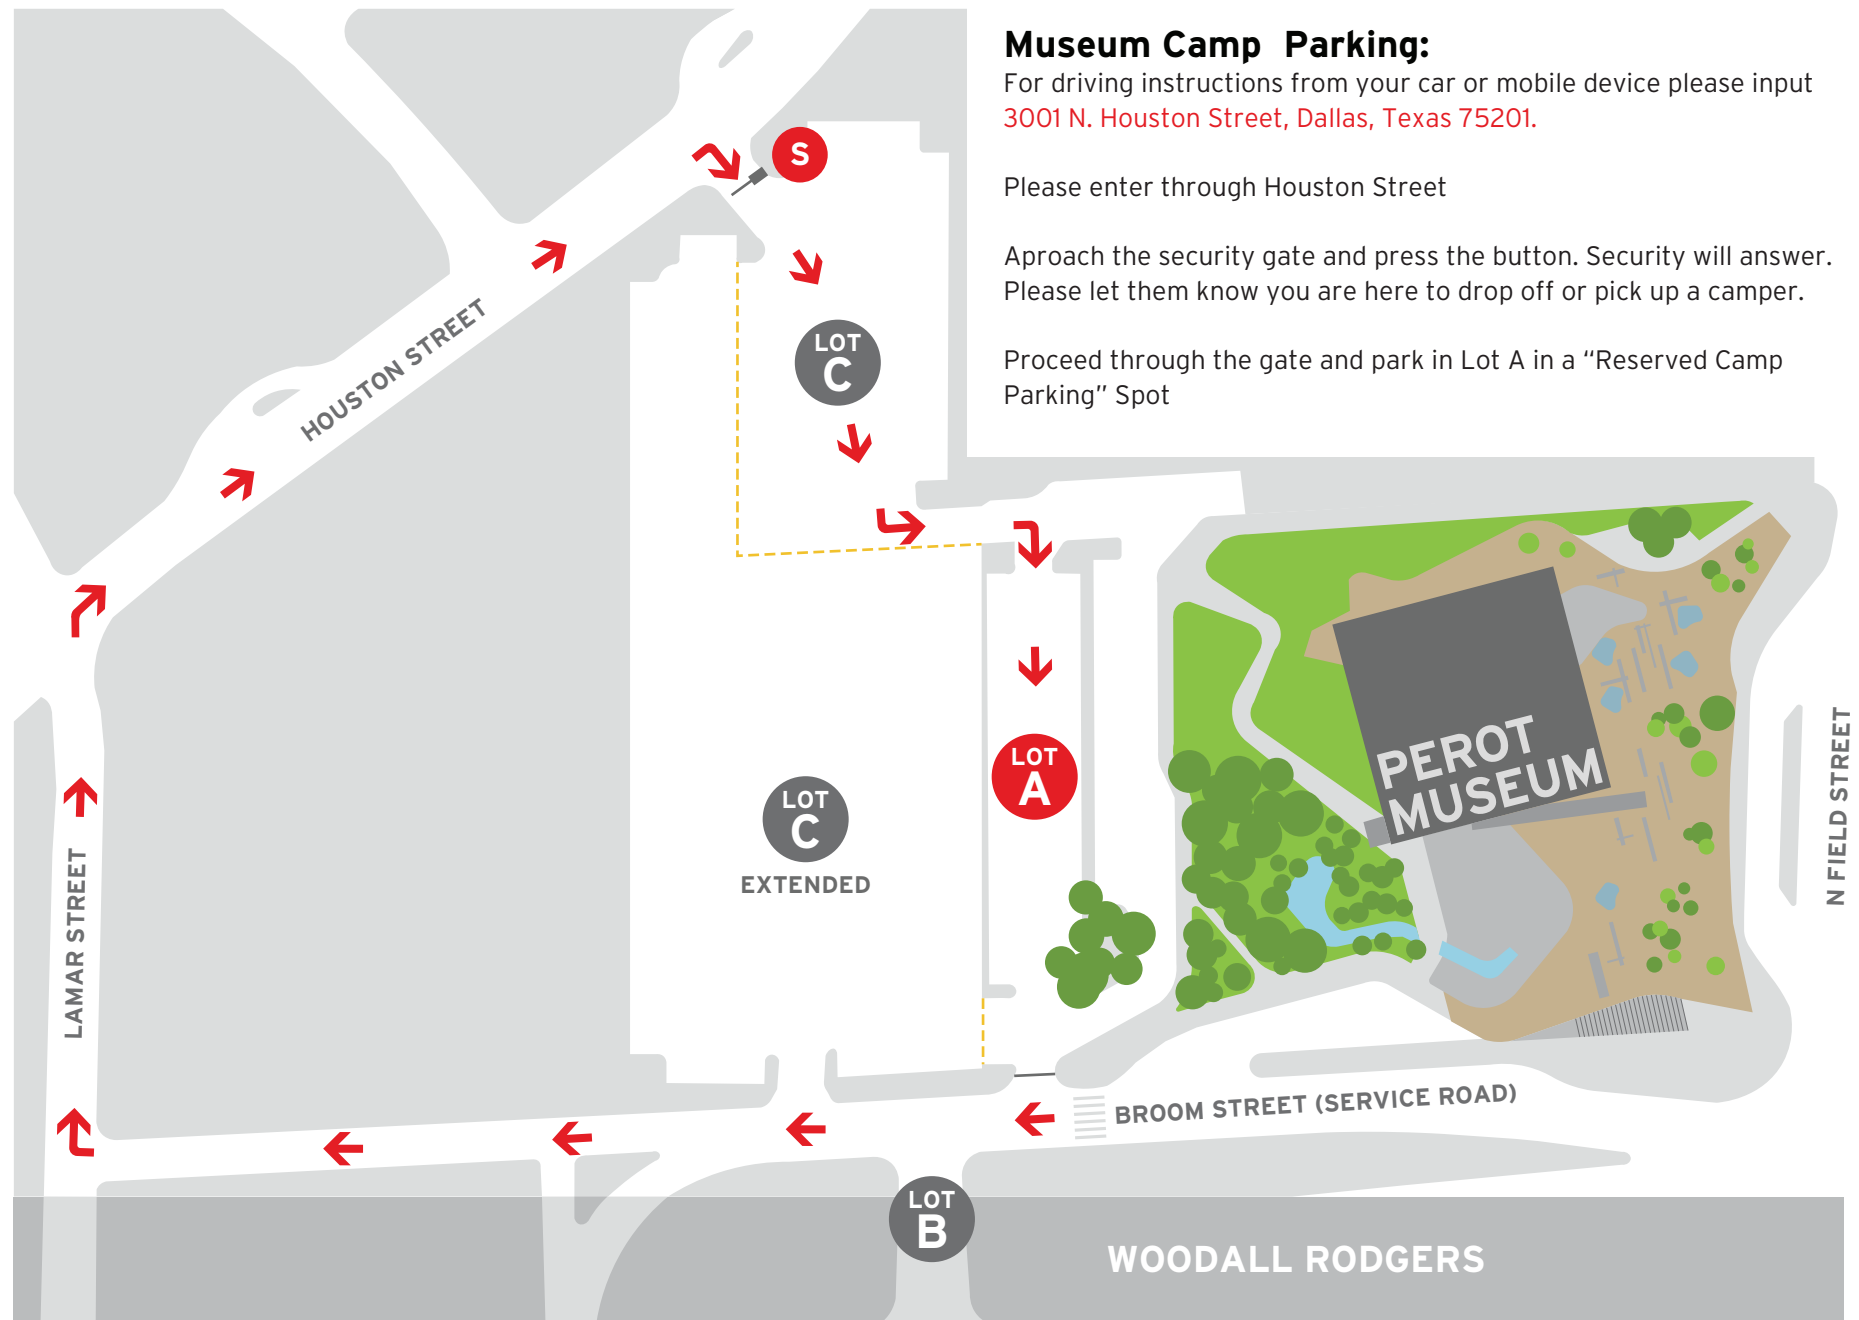 Museum Camp Parking:
For driving instructions from your car or mobile device please input
3001 N. Houston Street, Dallas, Texas 75201.
Please enter through Houston Street
Aproach the security gate and press the button. Security will answer.
Please let them know you are here to drop off or pick up a camper.
Proceed through the gate and park in Lot A in a “Reserved Camp
Parking” Spot
S
HOUSTON STREET
LOT
C
LOT
A
LOT
C
EXTENDED
PEROT
MUSEUM
N FIELD STREET
LAMAR STREET
BROOM STREET (SERVICE ROAD)
LOT
B
WOODALL RODGERS